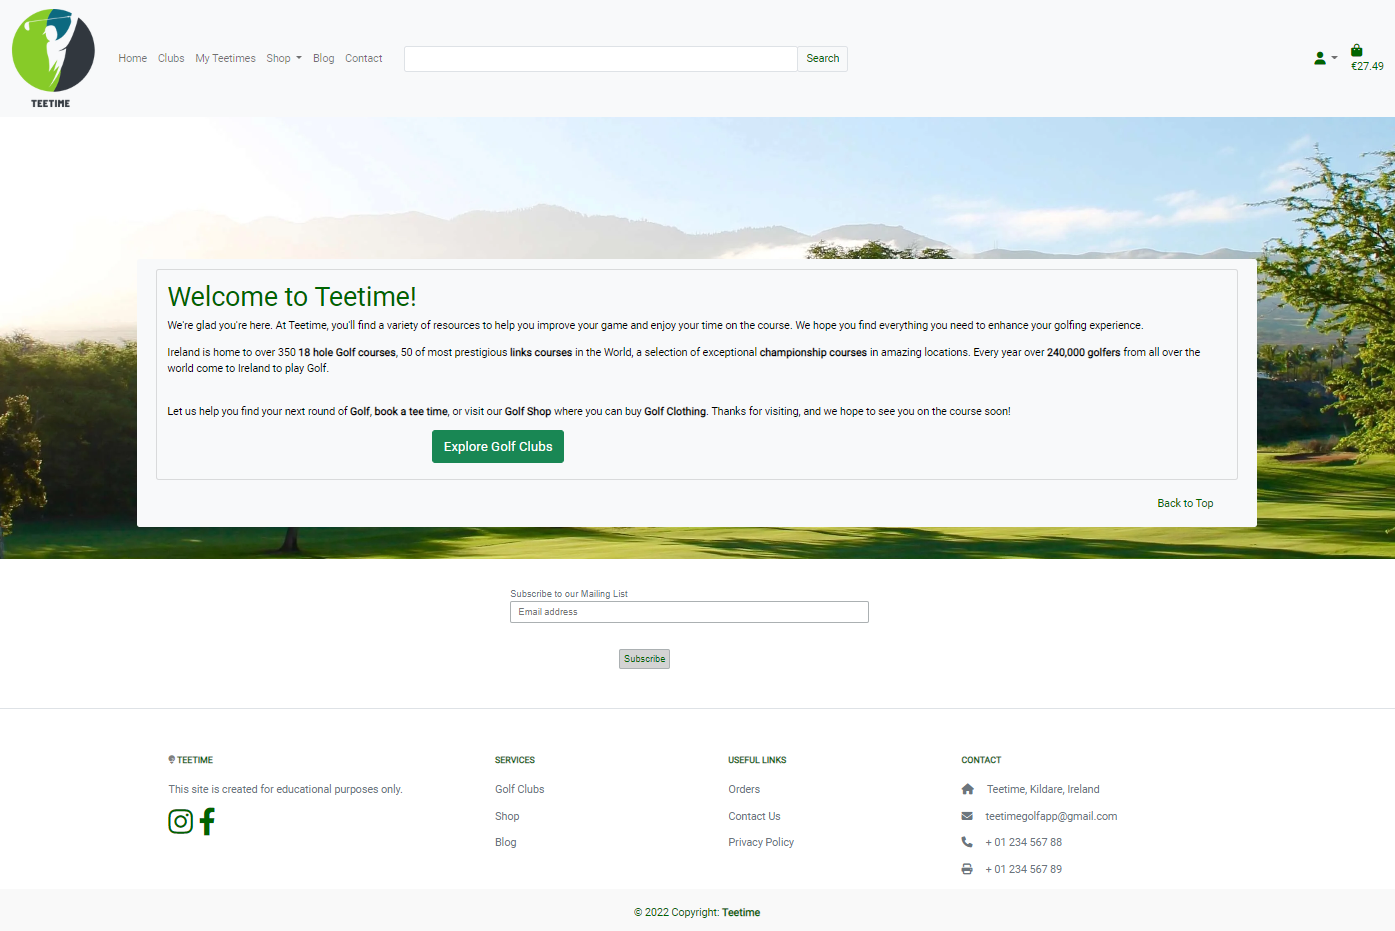 TEETIME
Home Clubs My Teetimes Shop Blog Contact
Search
€27.49
Welcome to Teetime!
We're glad you're here. At Teetime, you'll find a variety of resources to help you improve your game and enjoy your time on the course. We hope you find everything you need to enhance your golfing experience.
Ireland is home to over 350 18 hole Golf courses, 50 of most prestigious links courses in the World, a selection of exceptional championship courses in amazing locations. Every year over 240,000 golfers from all over the
world come to Ireland to play Golf.
Let us help you find your next round of Golf, book a tee time, or visit our Golf Shop where you can buy Golf Clothing. Thanks for visiting, and we hope to see you on the course soon!
Explore Golf Clubs
Back to Top
Subscribe to our Mailing List
Email address
Subscribe
TEETIME
This site is created for educational purposes only.
SERVICES
Golf Clubs
Shop
Blog
USEFUL LINKS
Orders
Contact Us
Privacy Policy
CONTACT
Teetime, Kildare, Ireland
teetimegolfapp@gmail.com
+ 01 234 567 88
+ 01 234 567 89
© 2022 Copyright: Teetime